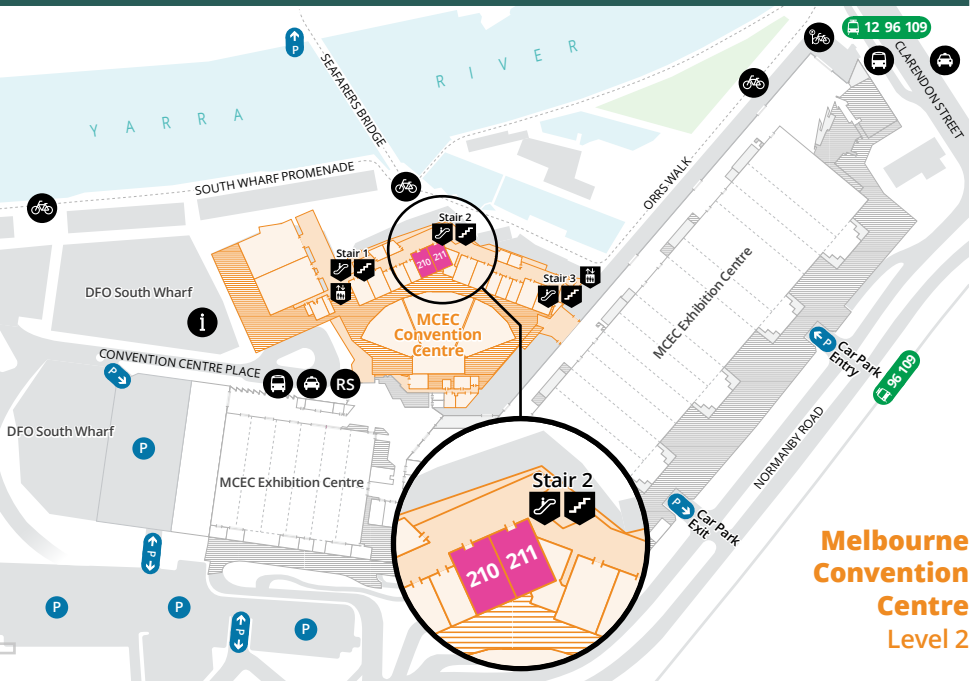 12 96 109
P
CLARENDON STREET
SEAFARERS BRIDGE
YARRA RIVER
SOUTH WHARF PROMENADE
ORRS WALK
Stair 2
Stair 1
210
211
Stair 3
DFO South Wharf
i
MCEC
Convention
Centre
MCEC Exhibition Centre
CONVENTION CENTRE PLACE
RS
P
P
Car Park
Entry
96 109
DFO South Wharf
P
NORMANBY ROAD
MCEC Exhibition Centre
Stair 2
210
211
P
Car Park
Exit
P
P
P
P
P
Melbourne
Convention
Centre
Level 2